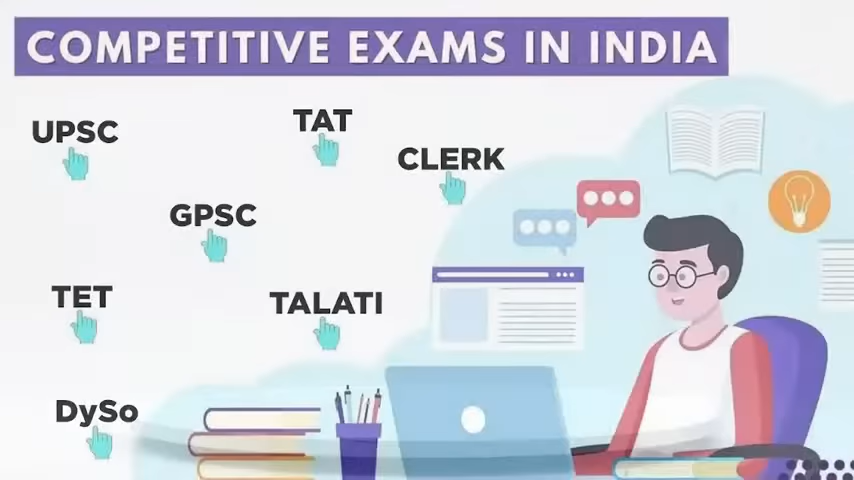 COMPETITIVE EXAMS IN INDIA
UPSC
TAT
CLERK
GPSC
TET
TALATI
DySo